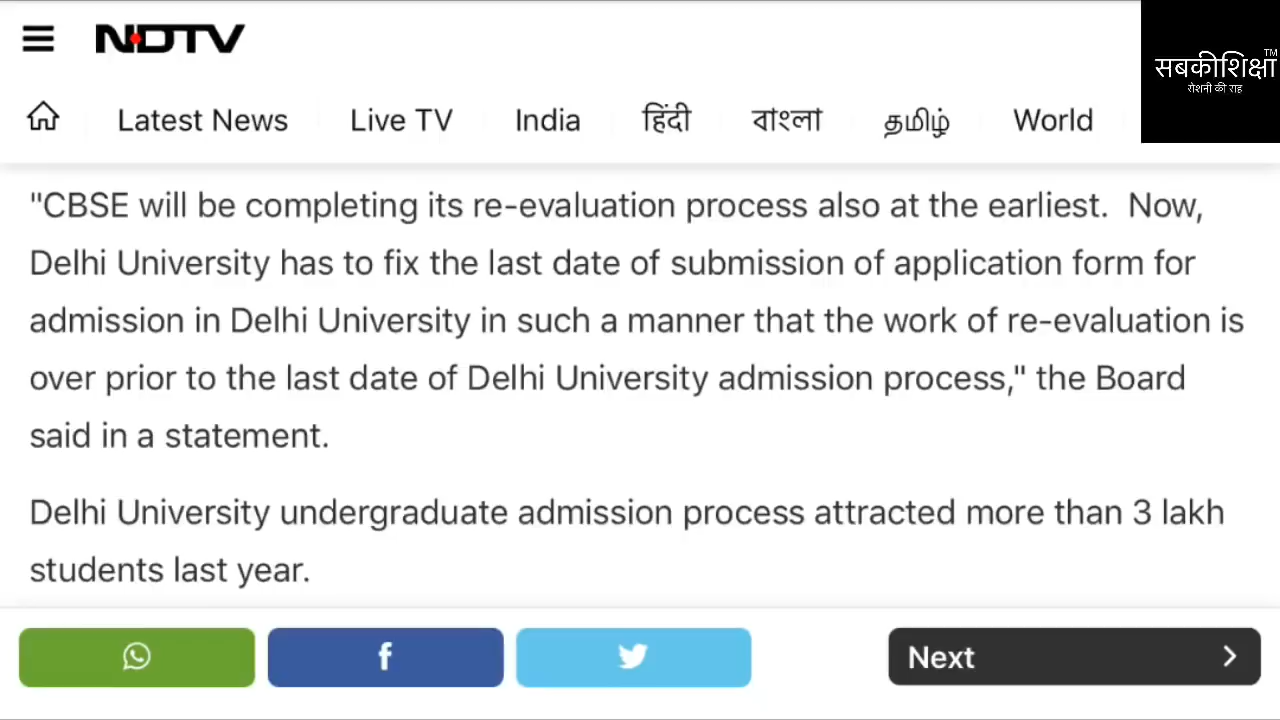 NDTV
सबकीशिक्षा™
रोशनी की राह
Latest News Live TV India हिंदी বাংলা தமிழ் World
"CBSE will be completing its re-evaluation process also at the earliest. Now,
Delhi University has to fix the last date of submission of application form for
admission in Delhi University in such a manner that the work of re-evaluation is
over prior to the last date of Delhi University admission process," the Board
said in a statement.
Delhi University undergraduate admission process attracted more than 3 lakh
students last year.
Next